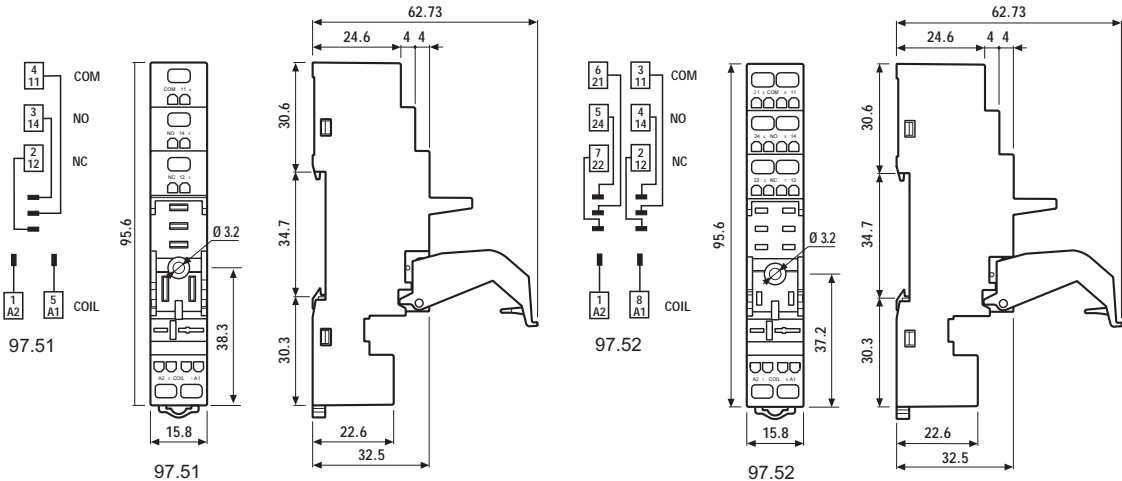 62.73
24.6 4 4
4
11 COM
3
14 NO
2
12 NC
1
A2
5
A1 COIL
97.51
COM 11
NO 14
NC 12
A2 COIL A1
95.6
Ø 3.2
38.3
15.8
97.51
30.6
34.7
30.3
22.6
32.5
62.73
24.6 4 4
6
21
3
11 COM
5
24
4
14 NO
7
22
2
12 NC
1
A2
8
A1 COIL
97.52
21 COM 11
24 NO 14
22 NC 12
A2 COIL A1
95.6
Ø 3.2
37.2
15.8
97.52
30.6
34.7
30.3
22.6
32.5